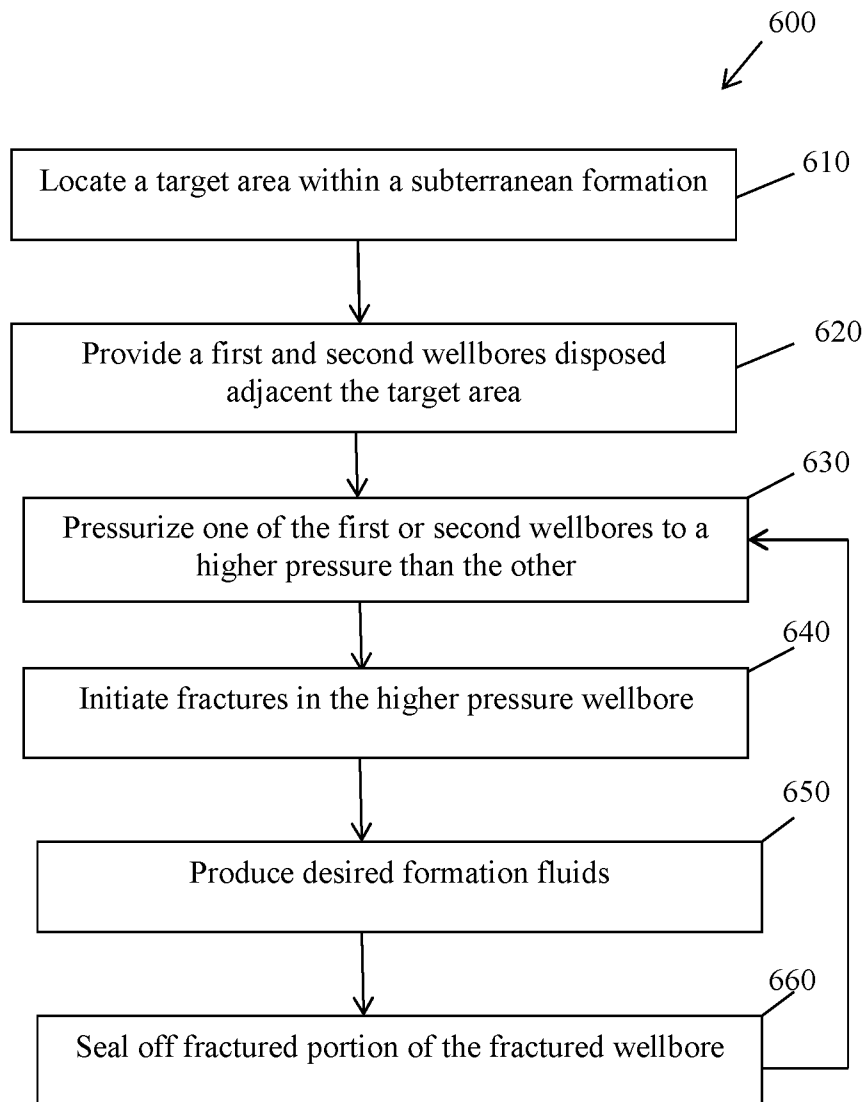 600
610
Locate a target area within a subterranean formation
620
Provide a first and second wellbores disposed
adjacent the target area
630
Pressurize one of the first or second wellbores to a
higher pressure than the other
640
Initiate fractures in the higher pressure wellbore
650
Produce desired formation fluids
660
Seal off fractured portion of the fractured wellbore